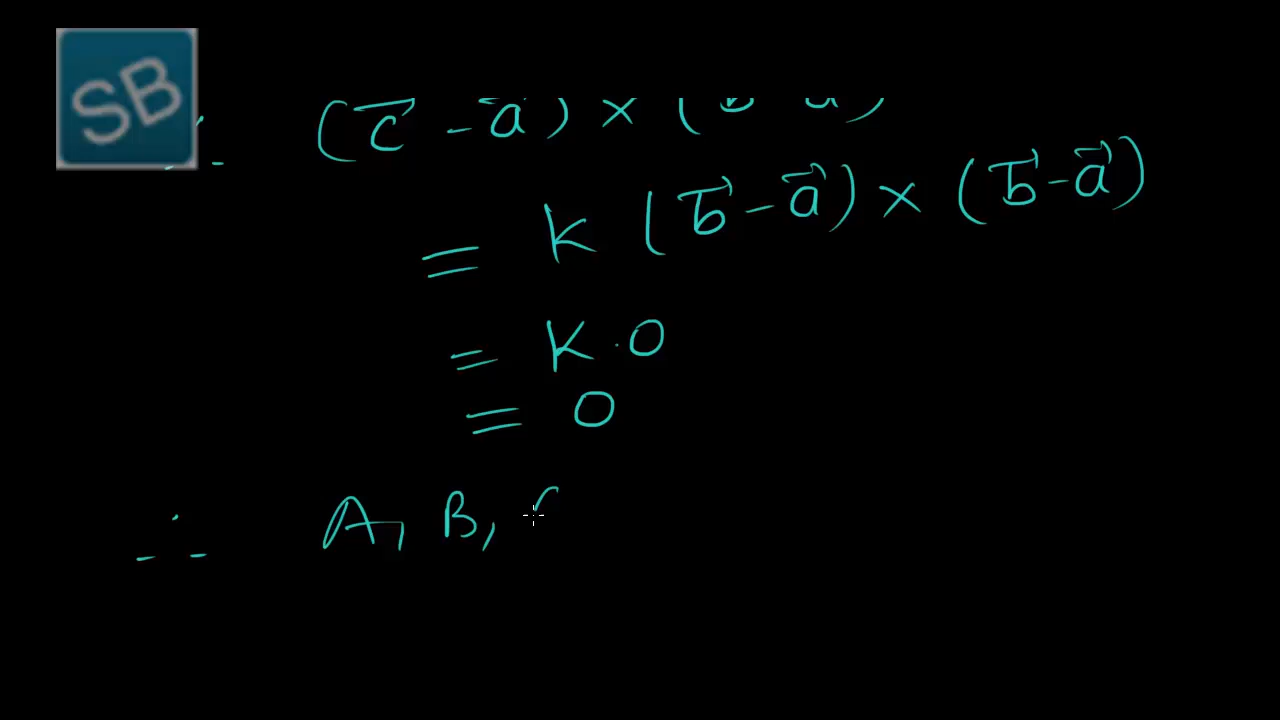 SB
∴ (c⃗ - a⃗) × (b⃗ - a⃗)
= K (b⃗ - a⃗) × (b⃗ - a⃗)
= K · 0
= 0
∴ A, B,